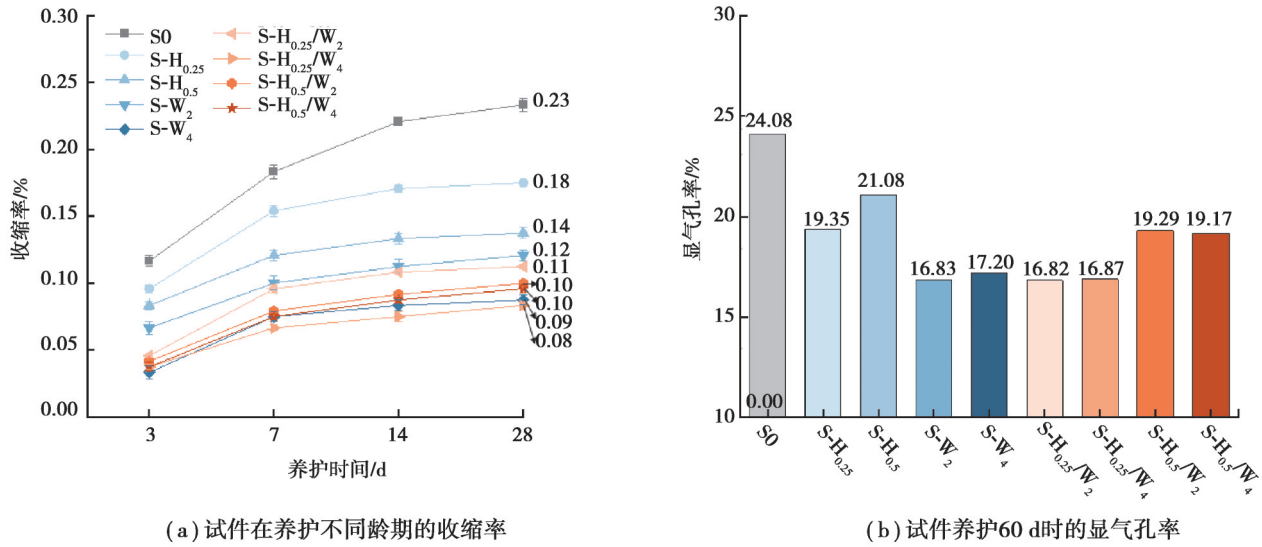 0.30
0.25
0.20
0.15
0.10
0.05
0.00
收缩率/%
S0
S-H0.25
S-H0.5
S-W2
S-W4
S-H0.25/W2
S-H0.25/W4
S-H0.5/W2
S-H0.5/W4
0.23
0.18
0.14
0.12
0.11
0.10
0.10
0.09
0.08
3 7 14 28
养护时间/d
(a)试件在养护不同龄期的收缩率
30
25
20
15
10
显气孔率/%
24.08
19.35
21.08
16.83
17.20
16.82
16.87
19.29
19.17
0.00
S0
S-H0.25
S-H0.5
S-W2
S-W4
S-H0.25/W2
S-H0.25/W4
S-H0.5/W2
S-H0.5/W4
(b)试件养护60 d时的显气孔率